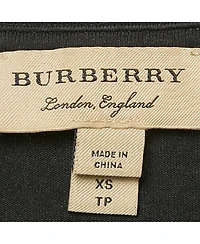 BURBERRY
London, England
MADE IN
CHINA
XS
TP